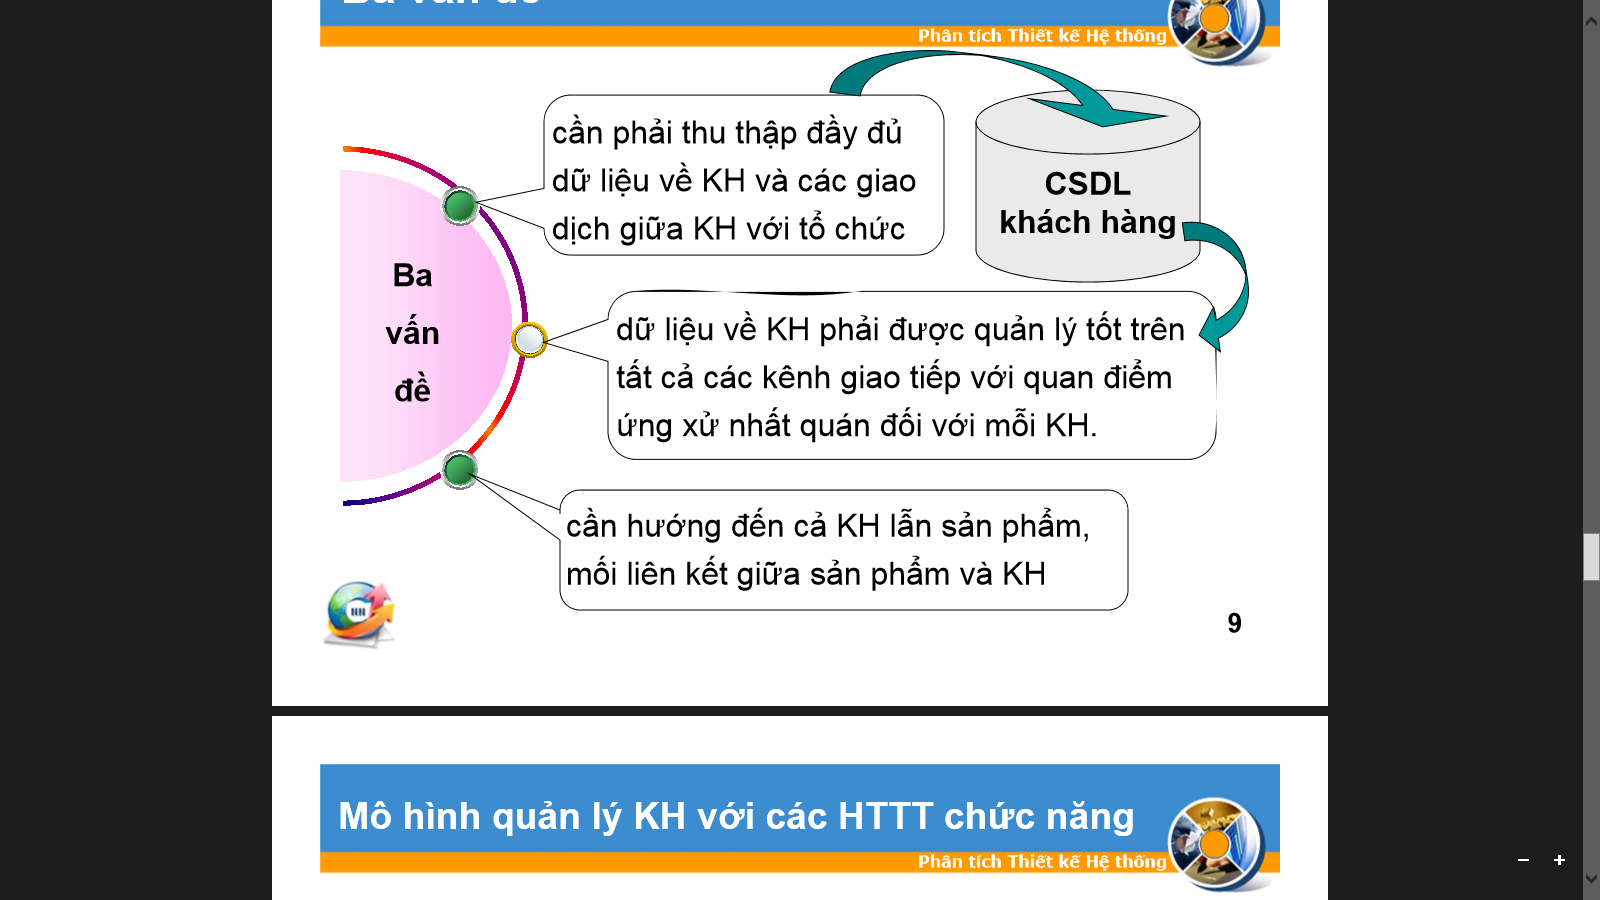 Ba vấn đề
Phân tích Thiết kế Hệ thống
cần phải thu thập đầy đủ
dữ liệu về KH và các giao
dịch giữa KH với tổ chức
CSDL
khách hàng
Ba
vấn
đề
dữ liệu về KH phải được quản lý tốt trên
tất cả các kênh giao tiếp với quan điểm
ứng xử nhất quán đối với mỗi KH.
cần hướng đến cả KH lẫn sản phẩm,
mối liên kết giữa sản phẩm và KH
HH
9
Mô hình quản lý KH với các HTTT chức năng
Phân tích Thiết kế Hệ thống